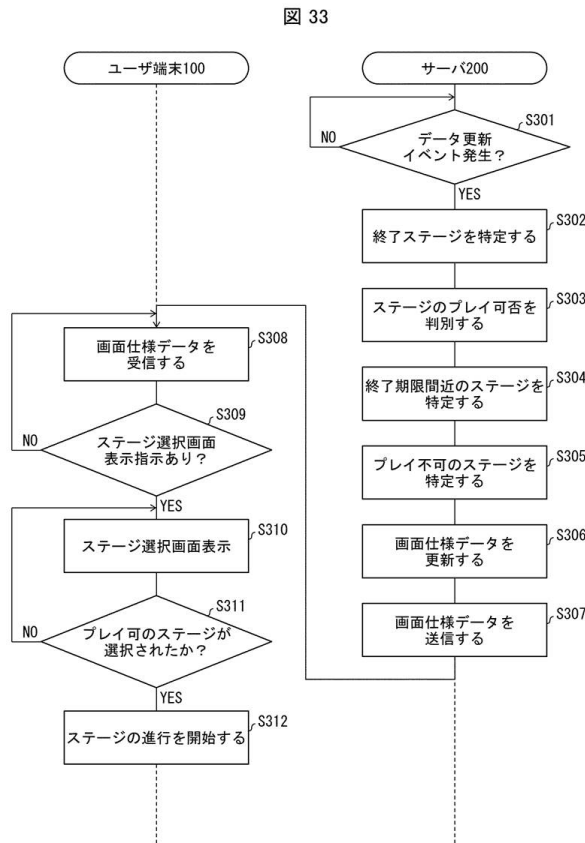 図 33
ユーザ端末100
サーバ200
S301
NO
データ更新
イベント発生？
YES
S302
終了ステージを特定する
S303
ステージのプレイ可否を
判別する
S304
終了期限間近のステージを
特定する
S305
プレイ不可のステージを
特定する
S306
画面仕様データを
更新する
S307
画面仕様データを
送信する
S308
画面仕様データを
受信する
S309
ステージ選択画面
表示指示あり？
NO
YES
S310
ステージ選択画面表示
S311
プレイ可のステージが
選択されたか？
NO
YES
S312
ステージの進行を開始する